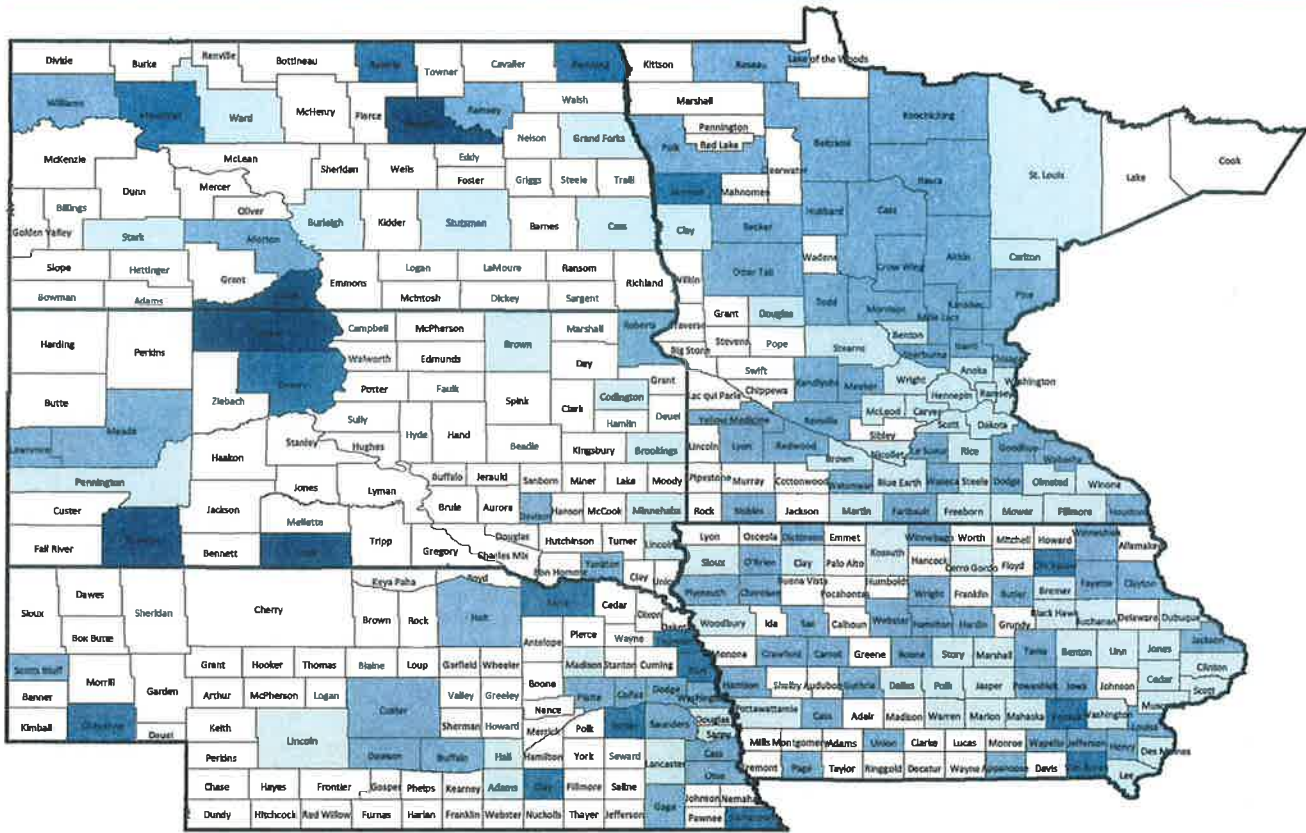 Divide Burke Renville Bottineau Rolette Towner Cavalier Pembina Kittson Roseau Lake of the Woods
Williams Mountrail Ward McHenry Pierce Ramsey Walsh Marshall Koochiching
Nelson Grand Forks Polk Pennington Red Lake Beltrami St. Louis Lake Cook
McKenzie McLean Sheridan Wells Eddy Foster Griggs Steele Traill Clearwater Itasca
Dunn Mercer Oliver Mahnomen Hubbard Cass
Billings Golden Valley Stark Morton Burleigh Kidder Stutsman Barnes Cass Clay Becker Wadena Crow Wing Aitkin Carlton
Slope Hettinger Grant Emmons Logan LaMoure Ransom Richland Wilkin Otter Tail Pine
Bowman Adams McIntosh Dickey Sargent Todd Morrison Mille Lacs Kanabec
Harding Perkins Campbell McPherson Brown Marshall Roberts Traverse Grant Douglas Benton
Walworth Edmunds Day Big Stone Stevens Pope Stearns Sherburne Isanti Chisago
Butte Ziebach Dewey Potter Faulk Spink Clark Codington Grant Swift Kandiyohi Meeker Wright Anoka Washington
Meade Sully Hyde Hand Hamlin Deuel Lac qui Parle Chippewa Hennepin Ramsey
Lawrence Haakon Stanley Hughes Beadle Kingsbury Brookings Yellow Medicine Renville McLeod Carver Scott Dakota
Pennington Lincoln Lyon Redwood Sibley Nicollet Le Sueur Rice Goodhue Wabasha
Custer Jackson Jones Lyman Buffalo Jerauld Sanborn Miner Lake Moody Pipestone Murray Cottonwood Brown Watonwan Blue Earth Waseca Steele Dodge Olmsted Winona
Fall River Bennett Mellette Tripp Brule Aurora Davison Hanson McCook Minnehaha Rock Nobles Jackson Martin Faribault Freeborn Mower Fillmore Houston
Todd Gregory Charles Mix Douglas Hutchinson Turner Lincoln Lyon Osceola Dickinson Emmet Kossuth Winnebago Worth Mitchell Howard Winneshiek Allamakee
Bon Homme Yankton Clay Union Sioux O'Brien Clay Palo Alto Hancock Cerro Gordo Floyd Chickasaw
Sioux Dawes Sheridan Cherry Keya Paha Boyd Knox Cedar Dixon Plymouth Cherokee Buena Vista Pocahontas Humboldt Wright Franklin Butler Bremer Fayette Clayton
Box Butte Brown Rock Holt Antelope Pierce Wayne Dakota Woodbury Ida Sac Calhoun Webster Hamilton Hardin Grundy Black Hawk Buchanan Delaware Dubuque
Scotts Bluff Grant Hooker Thomas Blaine Loup Garfield Wheeler Madison Stanton Cuming Thurston Monona Crawford Carroll Greene Boone Story Marshall Tama Benton Linn Jones Jackson
Banner Morrill Garden Arthur McPherson Logan Custer Valley Greeley Boone Platte Colfax Dodge Washington Harrison Shelby Audubon Guthrie Dallas Polk Jasper Poweshiek Iowa Johnson Cedar Clinton
Kimball Cheyenne Deuel Keith Lincoln Sherman Howard Nance Merrick Polk Butler Saunders Douglas Sarpy Pottawattamie Cass Adair Madison Warren Marion Mahaska Keokuk Washington Scott
Perkins Dawson Buffalo Hall Hamilton York Seward Lancaster Cass Mills Montgomery Adams Union Clarke Lucas Monroe Wapello Jefferson Henry Louisa Des Moines
Chase Hayes Frontier Gosper Phelps Kearney Adams Clay Fillmore Saline Otoe Fremont Page Taylor Ringgold Decatur Wayne Appanoose Davis Van Buren Lee
Dundy Hitchcock Red Willow Furnas Harlan Franklin Webster Nuckolls Thayer Jefferson Gage Johnson Nemaha Pawnee Richardson